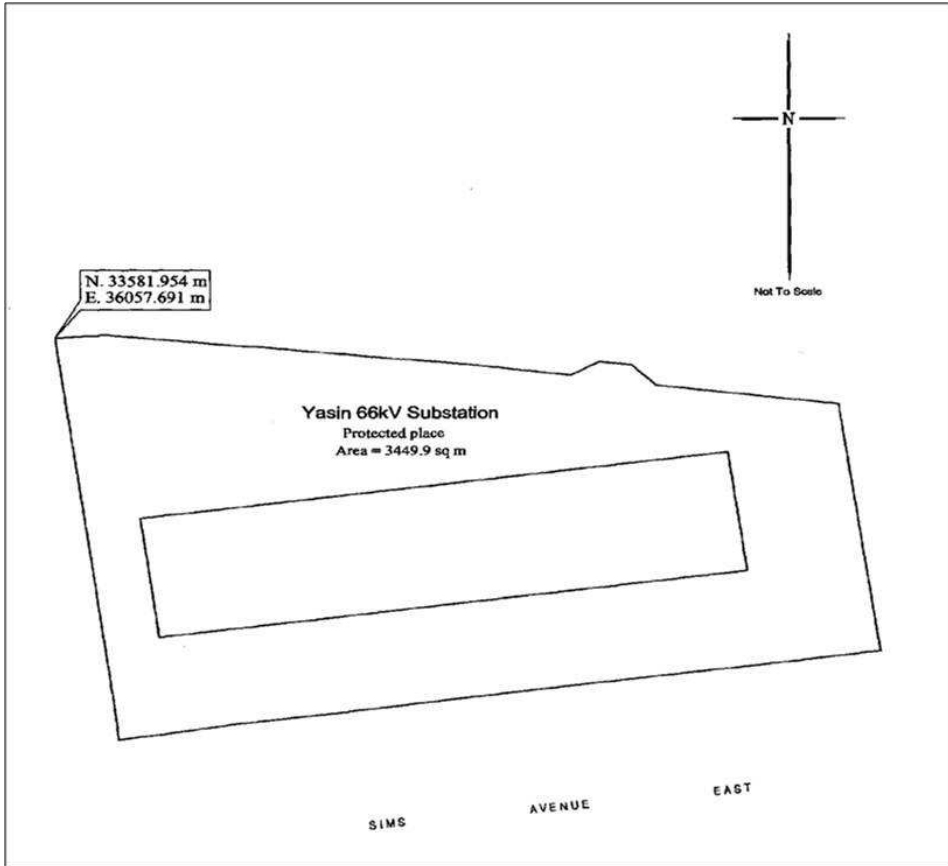 N
Not To Scale
N. 33581.954 m
E. 36057.691 m
Yasin 66kV Substation
Protected place
Area = 3449.9 sq m
SIMS AVENUE EAST